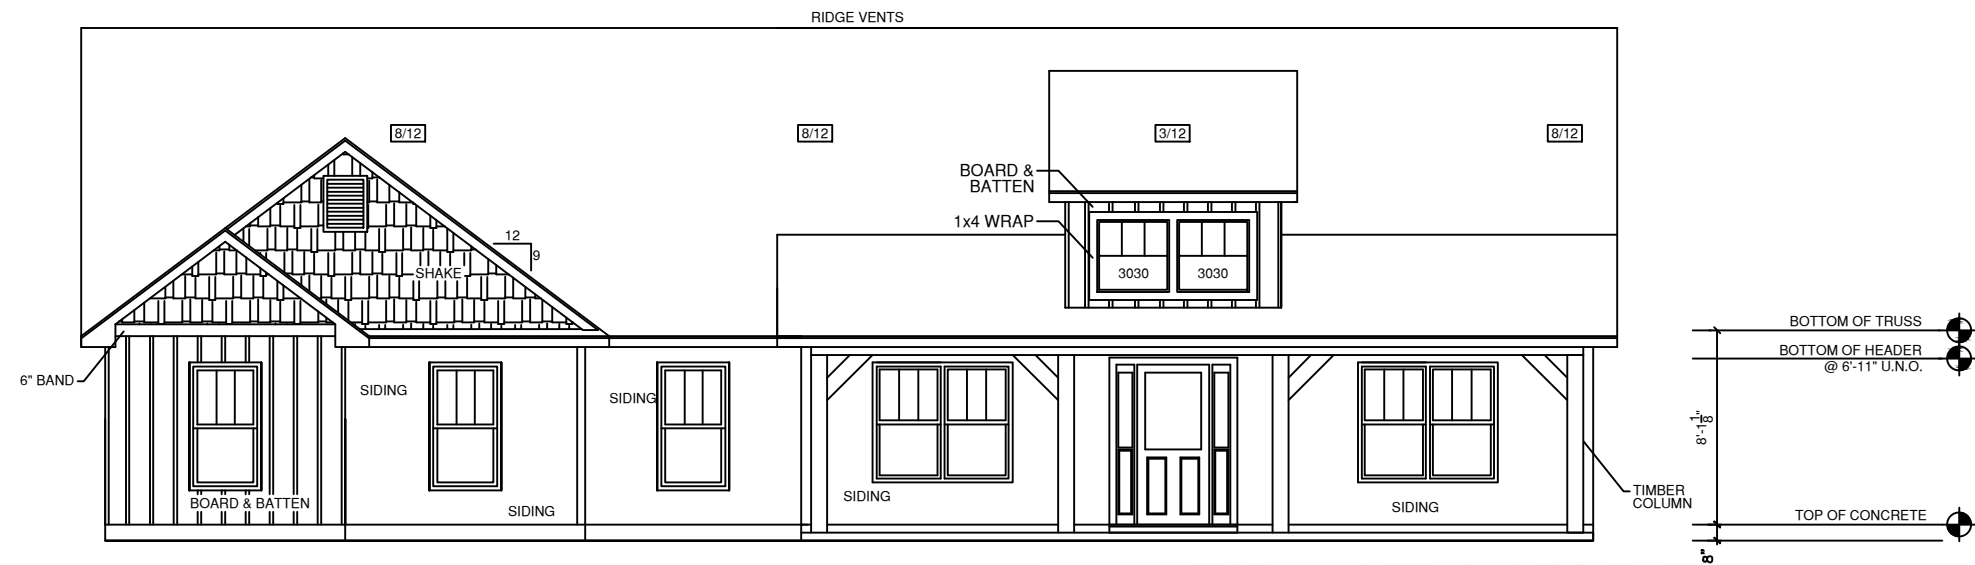 RIDGE VENTS
8/12
8/12
3/12
8/12
BOARD &
BATTEN
1x4 WRAP
12
9
SHAKE
3030
3030
BOTTOM OF TRUSS
BOTTOM OF HEADER
@ 6'-11" U.N.O.
6" BAND
SIDING
SIDING
8'-1 1/8"
SIDING
BOARD & BATTEN
SIDING
SIDING
TIMBER
COLUMN
TOP OF CONCRETE
8"